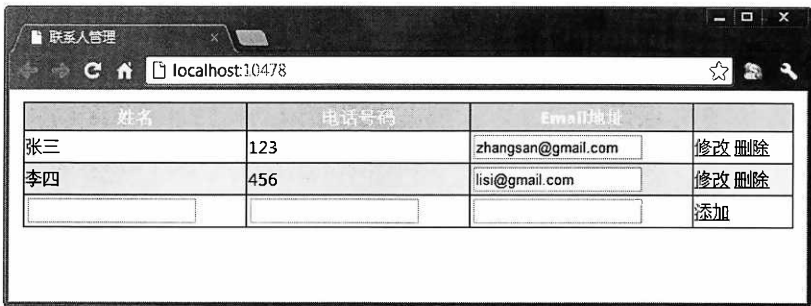 联系人管理
localhost:10478
姓名 电话号码 Email地址
张三 123 zhangsan@gmail.com 修改 删除
李四 456 lisi@gmail.com 修改 删除
添加